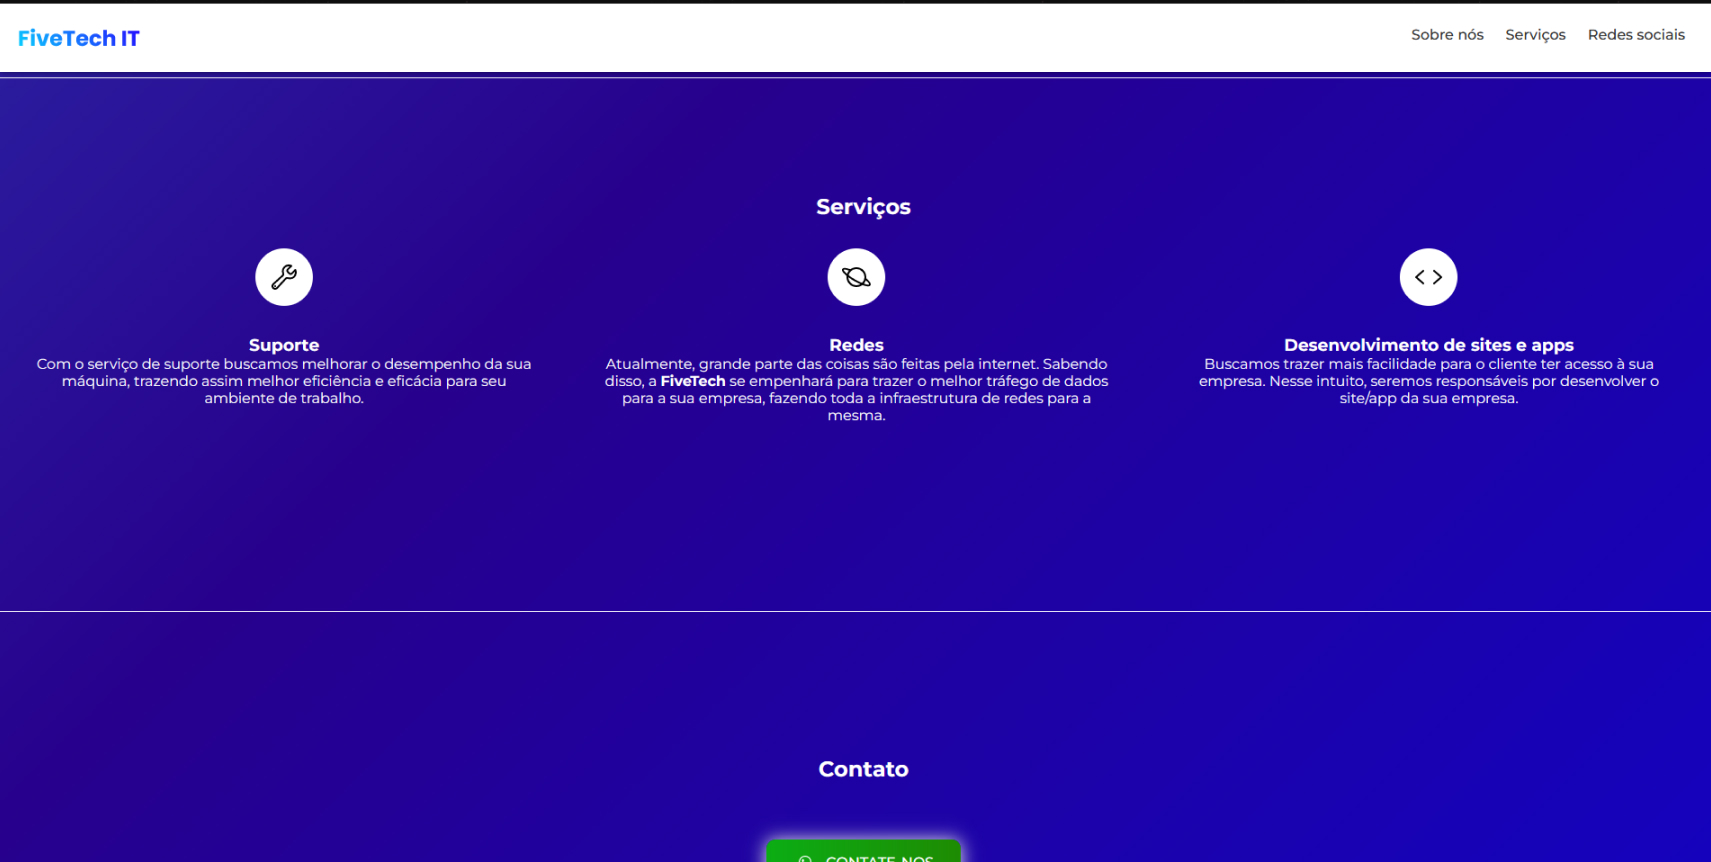 FiveTech IT
Sobre nós
Serviços
Redes sociais
Serviços
Suporte
Com o serviço de suporte buscamos melhorar o desempenho da sua
máquina, trazendo assim melhor eficiência e eficácia para seu
ambiente de trabalho.
Redes
Atualmente, grande parte das coisas são feitas pela internet. Sabendo
disso, a FiveTech se empenhará para trazer o melhor tráfego de dados
para a sua empresa, fazendo toda a infraestrutura de redes para a
mesma.
Desenvolvimento de sites e apps
Buscamos trazer mais facilidade para o cliente ter acesso à sua
empresa. Nesse intuito, seremos responsáveis por desenvolver o
site/app da sua empresa.
Contato
CONTATE-NOS